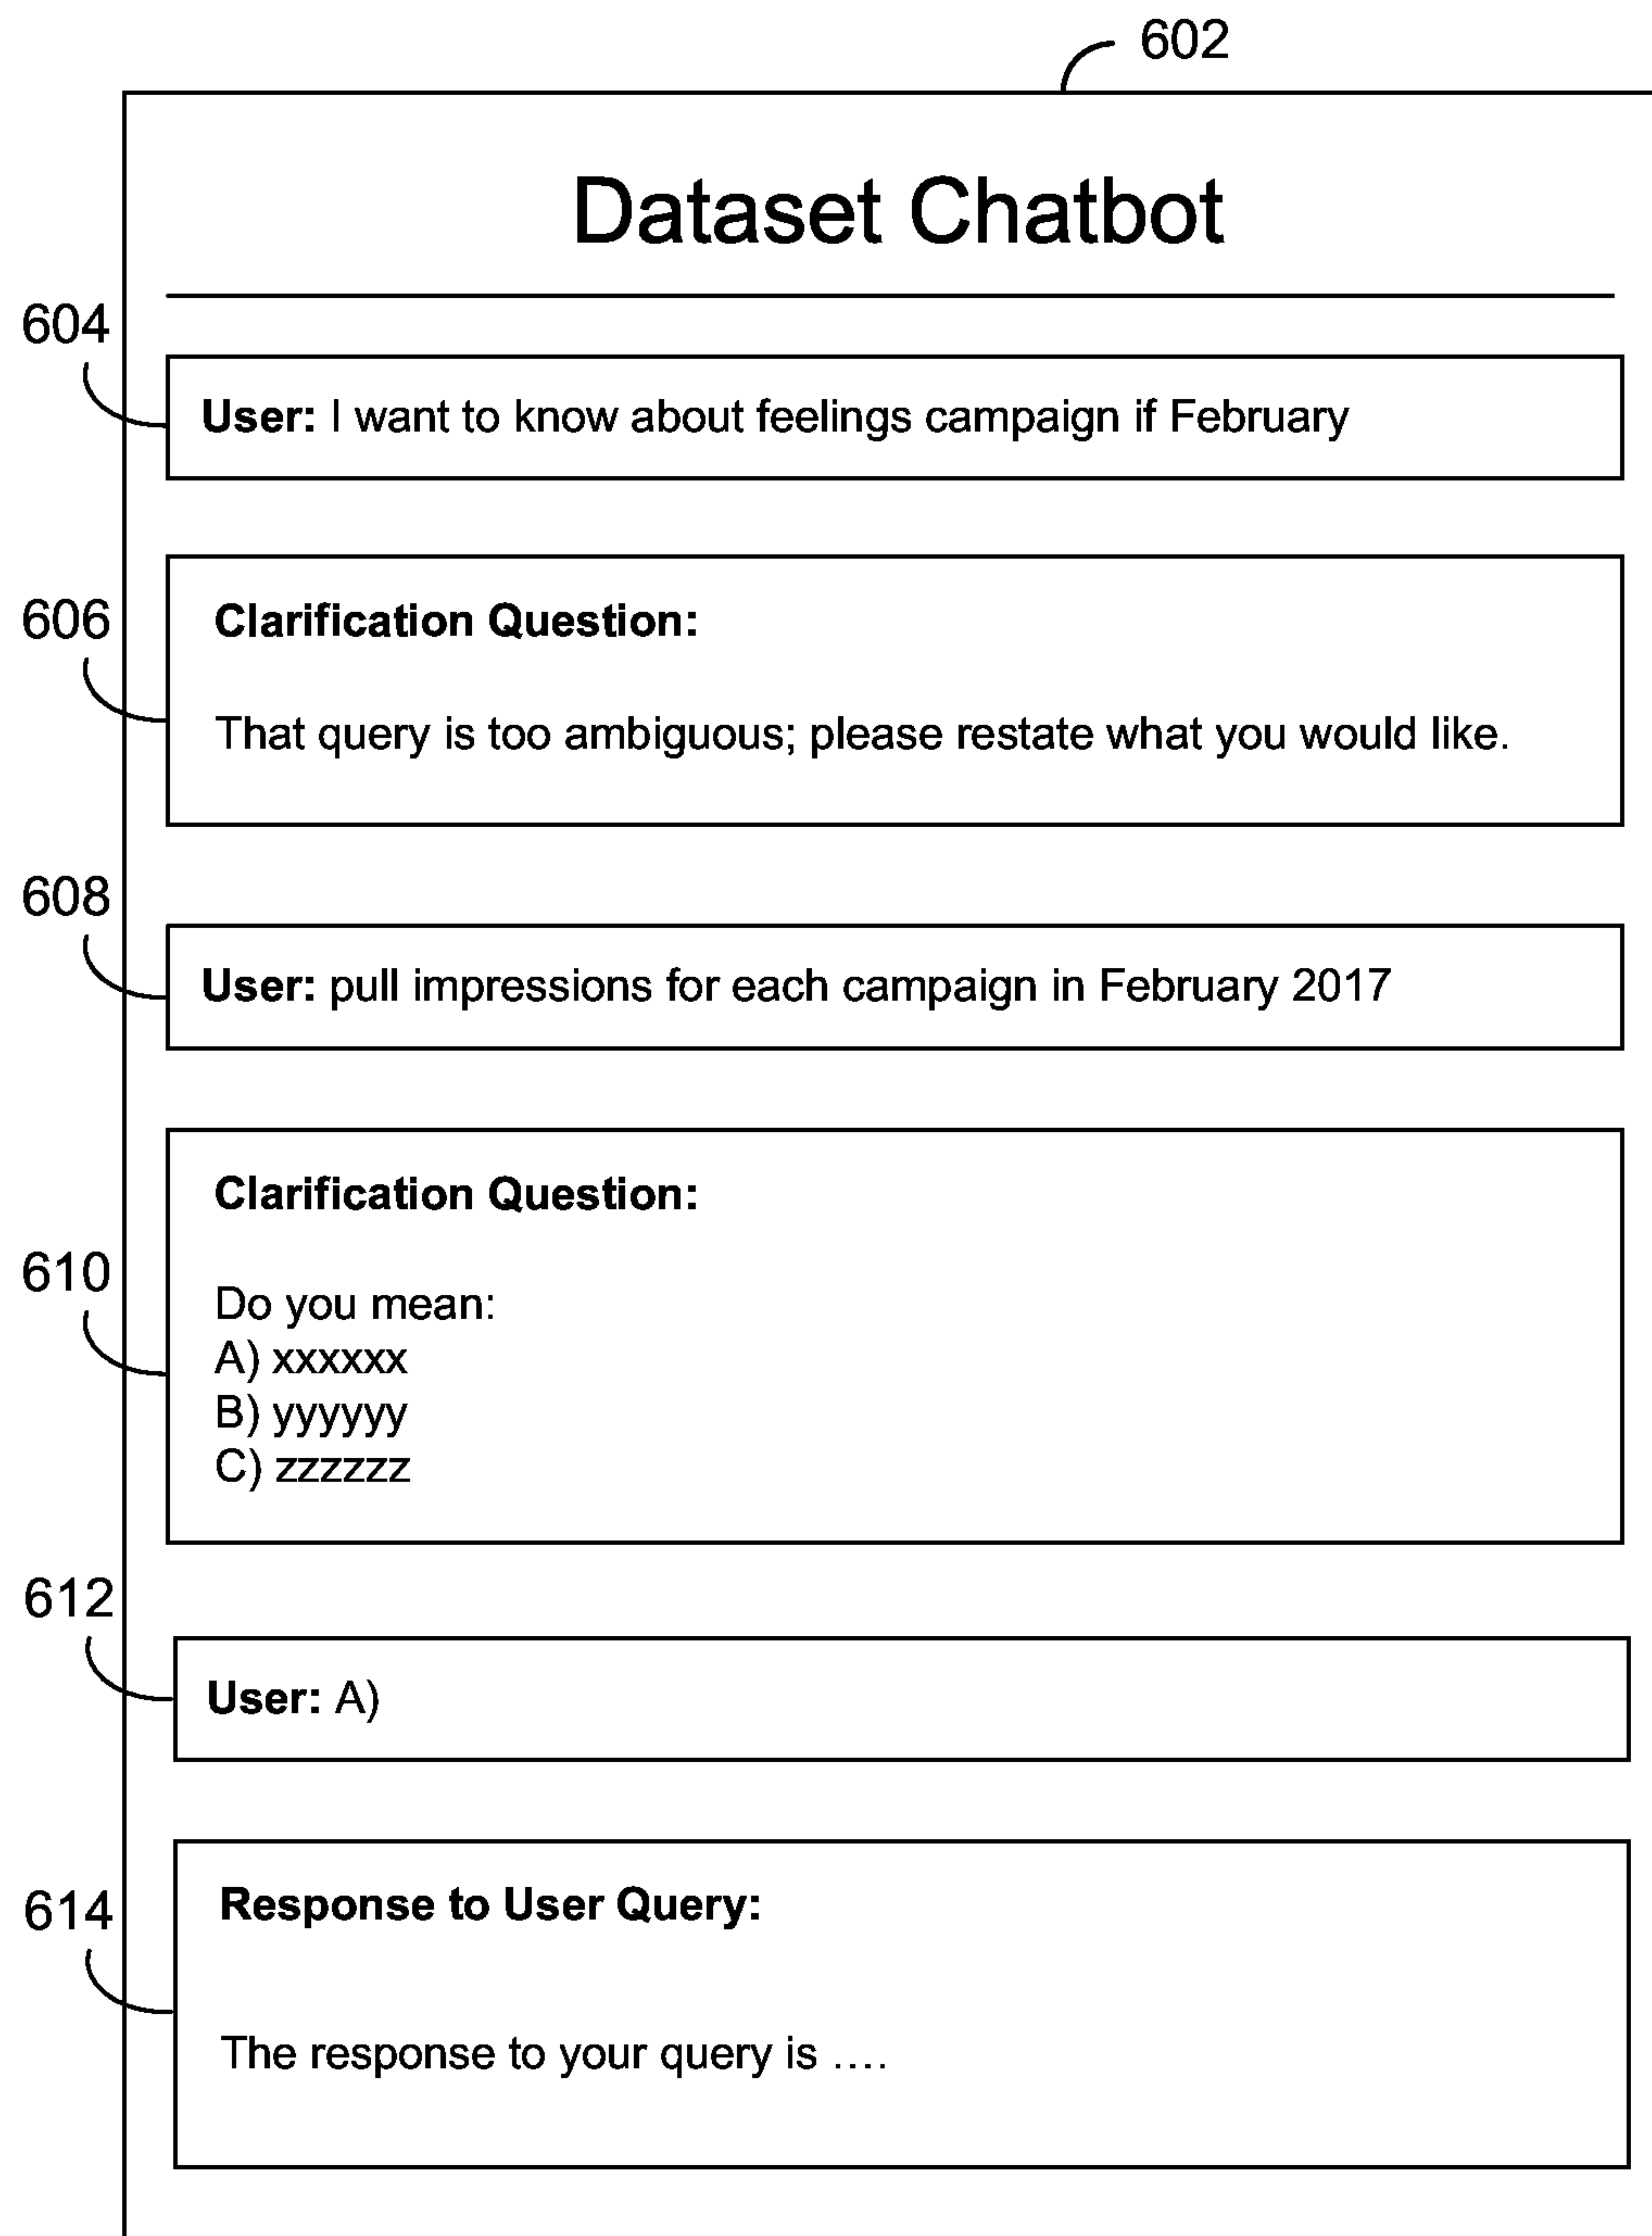 602
Dataset Chatbot
604
User: I want to know about feelings campaign if February
606
Clarification Question:
That query is too ambiguous; please restate what you would like.
608
User: pull impressions for each campaign in February 2017
610
Clarification Question:
Do you mean:
A) xxxxxx
B) yyyyyy
C) zzzzzz
612
User: A)
614
Response to User Query:
The response to your query is ....